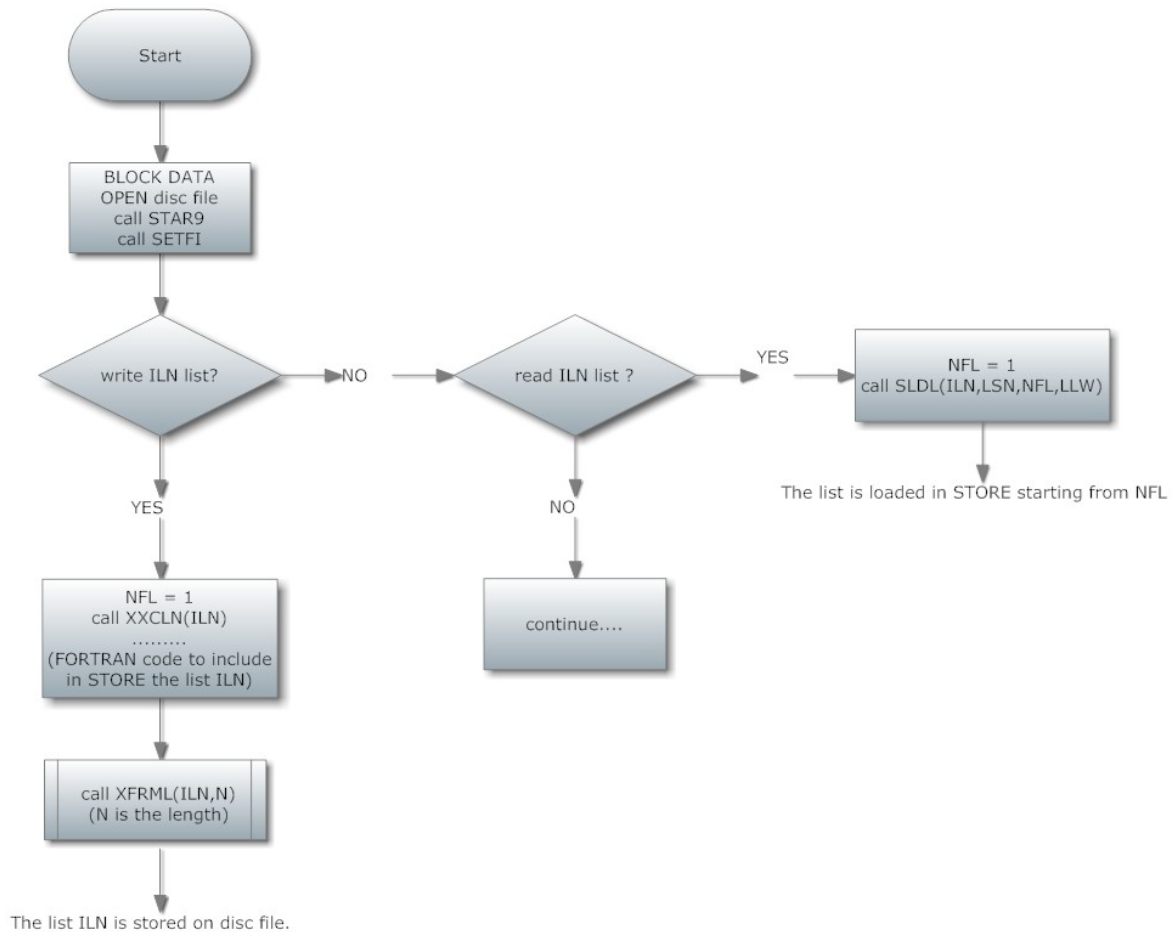 Start
BLOCK DATA
OPEN disc file
call STAR9
call SETFI
write ILN list?
NO
read ILN list ?
YES
NFL = 1
call SLDL(ILN,LSN,NFL,LLW)
The list is loaded in STORE starting from NFL
NO
continue....
YES
NFL = 1
call XXCLN(ILN)
.........
(FORTRAN code to include
in STORE the list ILN)
call XFRML(ILN,N)
(N is the length)
The list ILN is stored on disc file.